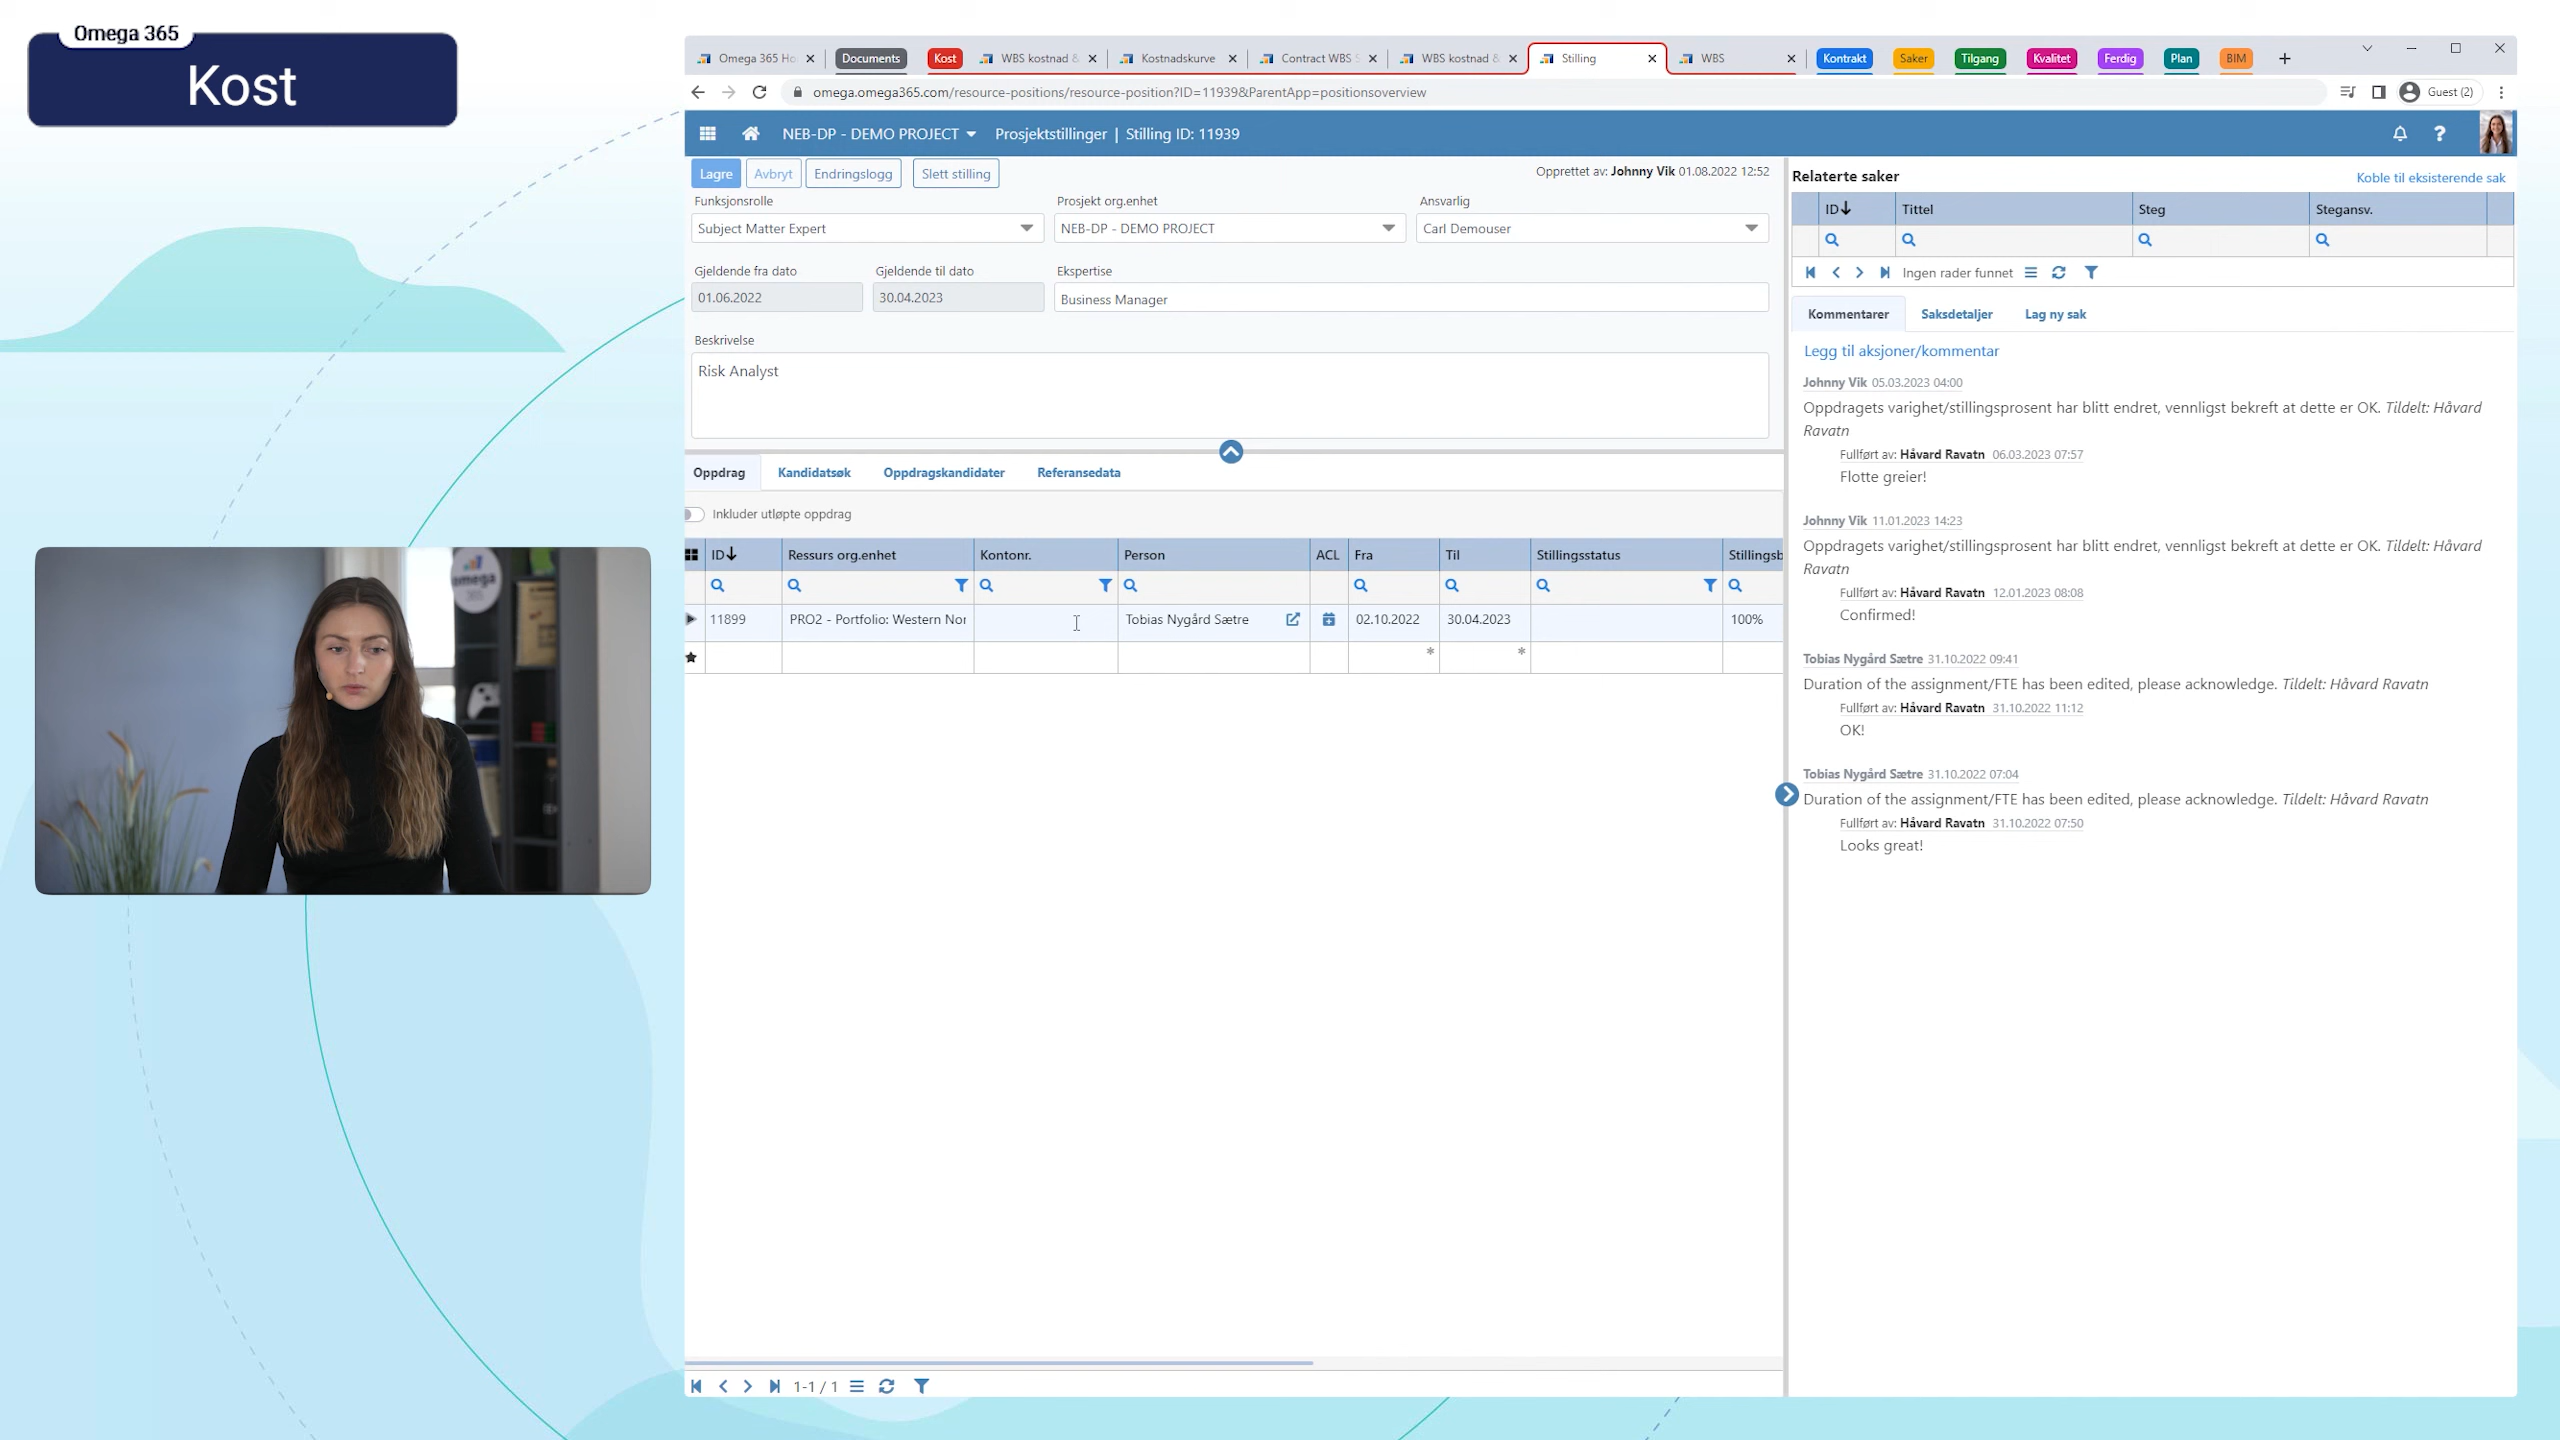 Omega 365
Kost
Omega 365 Ho
Documents
Kost
WBS kostnad &
Kostnadskurve
Contract WBS S
WBS kostnad &
Stilling
WBS
Kontrakt
Saker
Tilgang
Kvalitet
Ferdig
Plan
BIM
omega.omega365.com/resource-positions/resource-position?ID=11939&ParentApp=positionsoverview
Guest (2)
NEB-DP - DEMO PROJECT
Prosjektstillinger | Stilling ID: 11939
Lagre
Avbryt
Endringslogg
Slett stilling
Opprettet av: Johnny Vik 01.08.2022 12:52
Funksjonsrolle
Prosjekt org.enhet
Ansvarlig
Subject Matter Expert
NEB-DP - DEMO PROJECT
Carl Demouser
Gjeldende fra dato
Gjeldende til dato
Ekspertise
01.06.2022
30.04.2023
Business Manager
Beskrivelse
Risk Analyst
Oppdrag
Kandidatsøk
Oppdragskandidater
Referansedata
Inkluder utløpte oppdrag
ID
Ressurs org.enhet
Kontonr.
Person
ACL
Fra
Til
Stillingsstatus
Stillingsb
11899
PRO2 - Portfolio: Western Nor
Tobias Nygård Sætre
02.10.2022
30.04.2023
100%
*
*
1-1 / 1
Relaterte saker
Koble til eksisterende sak
ID
Tittel
Steg
Stegansv.
Ingen rader funnet
Kommentarer
Saksdetaljer
Lag ny sak
Legg til aksjoner/kommentar
Johnny Vik 05.03.2023 04:00
Oppdragets varighet/stillingsprosent har blitt endret, vennligst bekreft at dette er OK. Tildelt: Håvard
Ravatn
Fullført av: Håvard Ravatn 06.03.2023 07:57
Flotte greier!
Johnny Vik 11.01.2023 14:23
Oppdragets varighet/stillingsprosent har blitt endret, vennligst bekreft at dette er OK. Tildelt: Håvard
Ravatn
Fullført av: Håvard Ravatn 12.01.2023 08:08
Confirmed!
Tobias Nygård Sætre 31.10.2022 09:41
Duration of the assignment/FTE has been edited, please acknowledge. Tildelt: Håvard Ravatn
Fullført av: Håvard Ravatn 31.10.2022 11:12
OK!
Tobias Nygård Sætre 31.10.2022 07:04
Duration of the assignment/FTE has been edited, please acknowledge. Tildelt: Håvard Ravatn
Fullført av: Håvard Ravatn 31.10.2022 07:50
Looks great!
omega
365